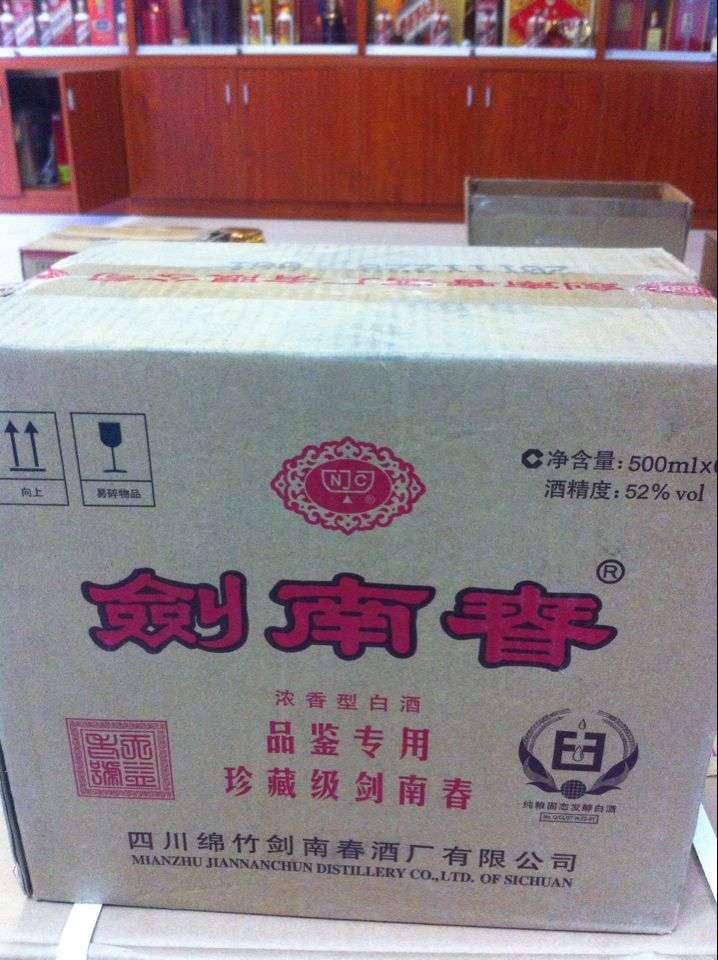 向上
易碎物品
NJC®
净含量:500mlx
酒精度:52% vol
劍南春®
浓香型白酒
品鉴专用
珍藏级剑南春
纯粮固态发酵白酒
四川绵竹剑南春酒厂有限公司
MIANZHU JIANNANCHUN DISTILLERY CO.,LTD. OF SICHUAN